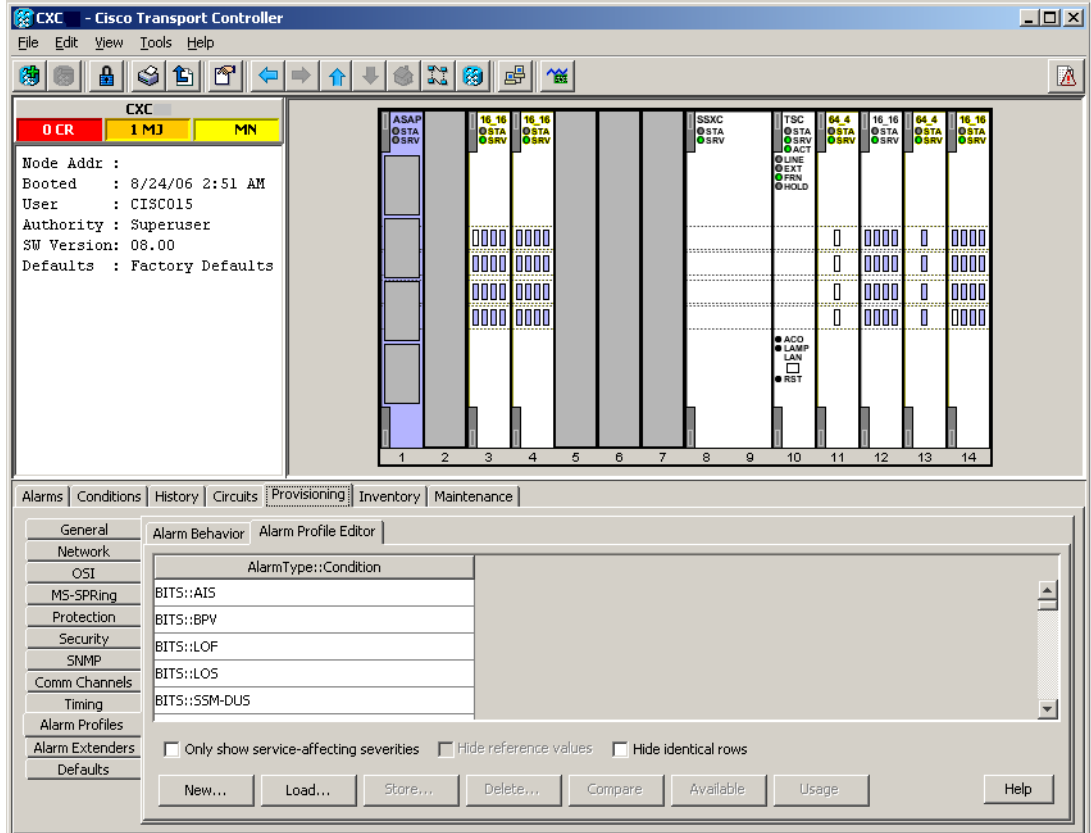 CXC - Cisco Transport Controller
File Edit View Tools Help
CXC
0 CR 1 MJ MN
Node Addr :
Booted : 8/24/06 2:51 AM
User : CISC015
Authority : Superuser
SW Version: 08.00
Defaults : Factory Defaults
ASAP 16_16 16_16 SSXC TSC 64_4 16_16 64_4 16_16
STA STA STA STA STA STA STA STA STA
SRV SRV SRV SRV SRV SRV SRV SRV SRV
ACT
LINE
EXT
FRN
HOLD
ACO
LAMP
LAN
RST
1 2 3 4 5 6 7 8 9 10 11 12 13 14
Alarms Conditions History Circuits Provisioning Inventory Maintenance
General
Network
OSI
MS-SPRing
Protection
Security
SNMP
Comm Channels
Timing
Alarm Profiles
Alarm Extenders
Defaults
Alarm Behavior Alarm Profile Editor
AlarmType::Condition
BITS::AIS
BITS::BPV
BITS::LOF
BITS::LOS
BITS::SSM-DUS
Only show service-affecting severities Hide reference values Hide identical rows
New... Load... Store... Delete... Compare Available Usage Help